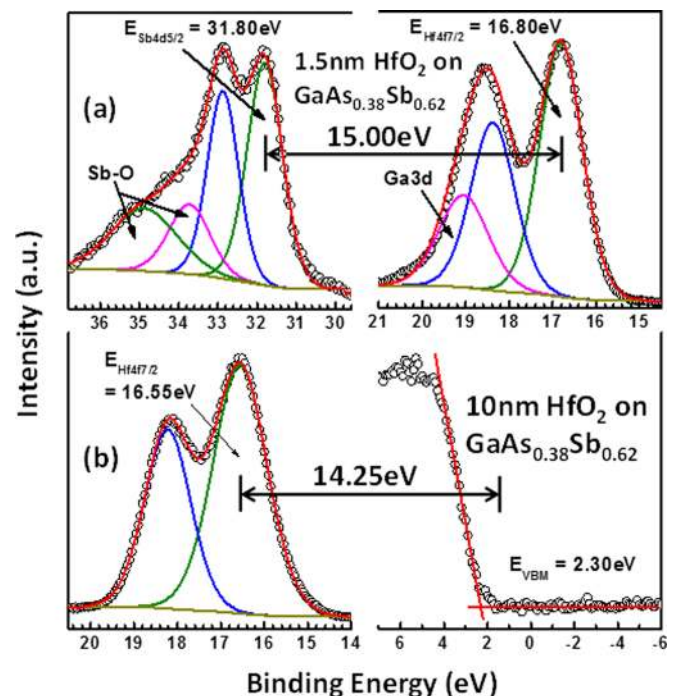 E_Sb4d5/2 = 31.80eV
E_Hf4f7/2 = 16.80eV
1.5nm HfO₂ on
GaAs₀.₃₈Sb₀.₆₂
(a)
15.00eV
Sb-O
Ga3d
36 35 34 33 32 31 30
21 20 19 18 17 16 15
Intensity (a.u.)
E_Hf4f7/2
= 16.55eV
10nm HfO₂ on
GaAs₀.₃₈Sb₀.₆₂
(b)
14.25eV
E_VBM = 2.30eV
20 19 18 17 16 15 14
6 4 2 0 -2 -4 -6
Binding Energy (eV)